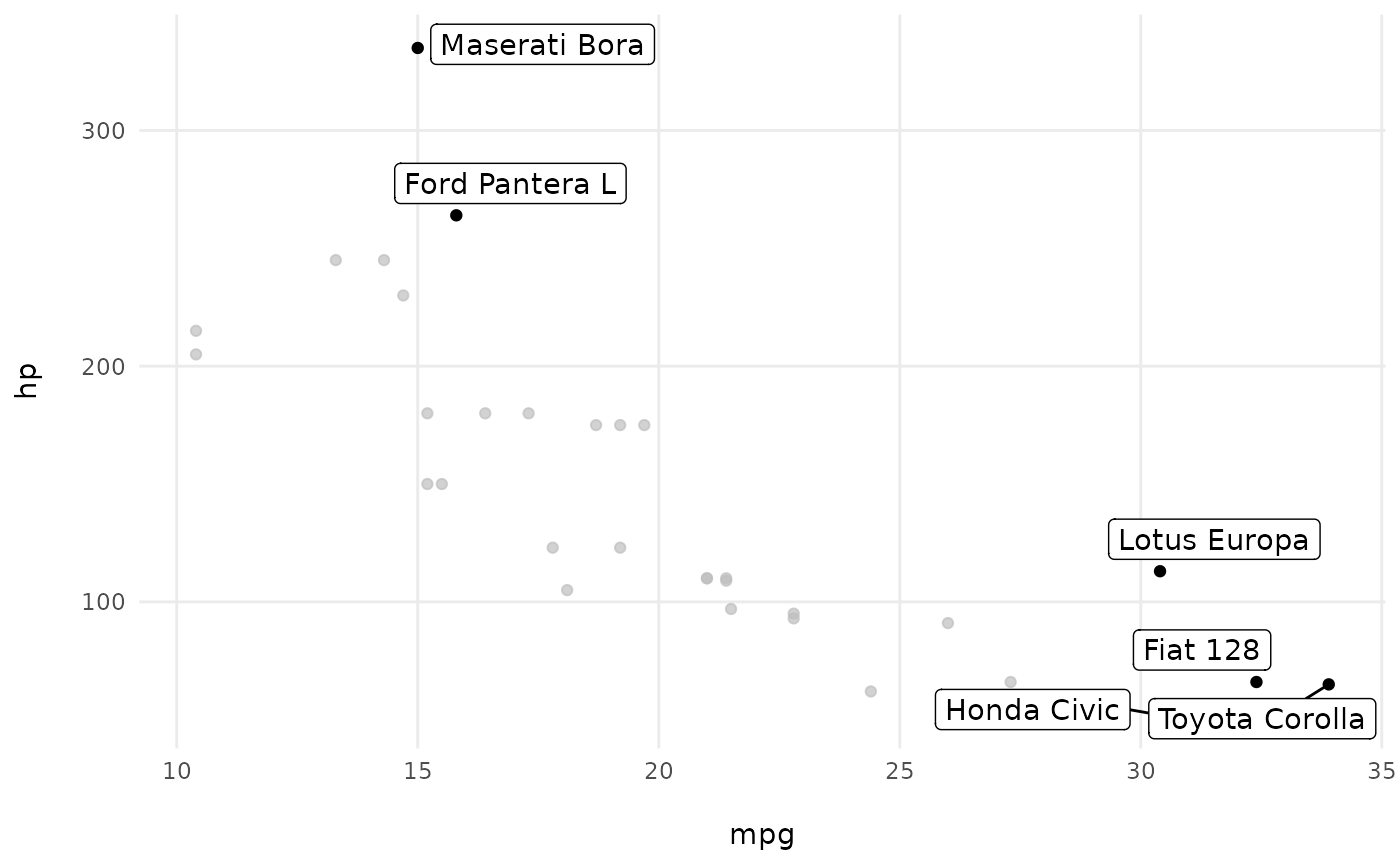 Maserati Bora
300
Ford Pantera L
200
hp
Lotus Europa
100
Fiat 128
Honda Civic
Toyota Corolla
10 15 20 25 30 35
mpg